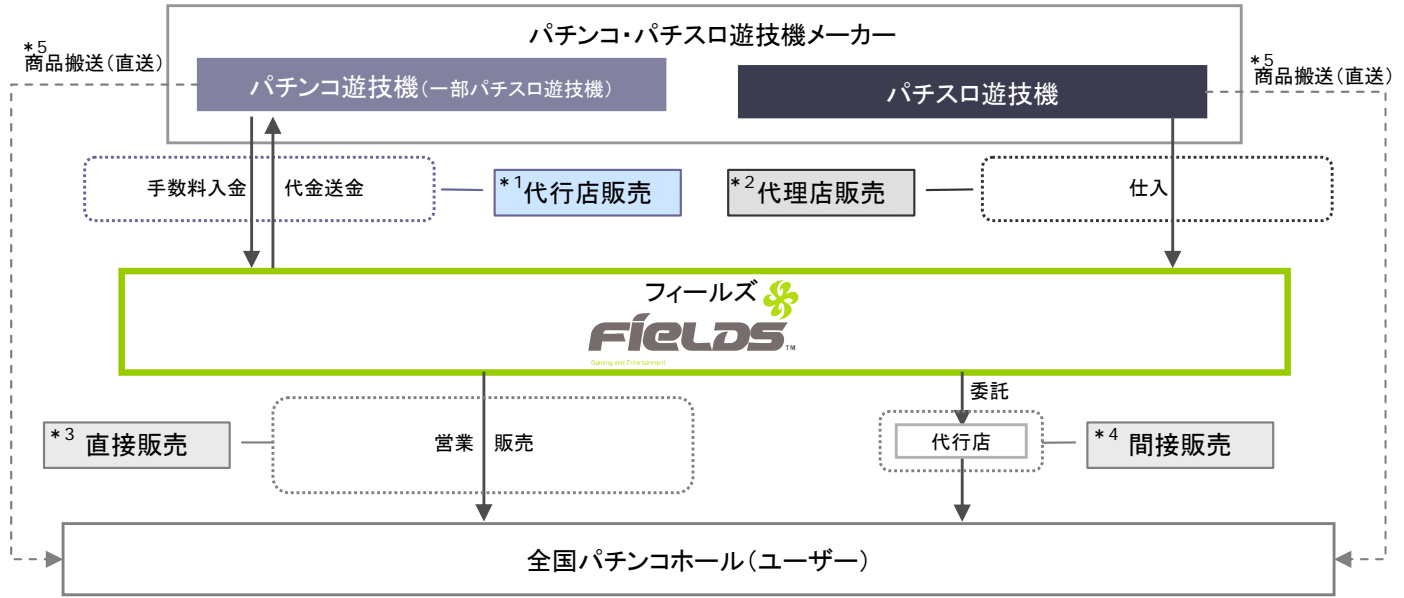 パチンコ・パチスロ遊技機メーカー
*5
商品搬送(直送)
*5
商品搬送(直送)
パチンコ遊技機(一部パチスロ遊技機)
パチスロ遊技機
手数料入金
代金送金
*1代行店販売
*2代理店販売
仕入
フィールズ
FIELDS™
Gaming and Entertainment
委託
*3 直接販売
営業
販売
代行店
*4 間接販売
全国パチンコホール(ユーザー)